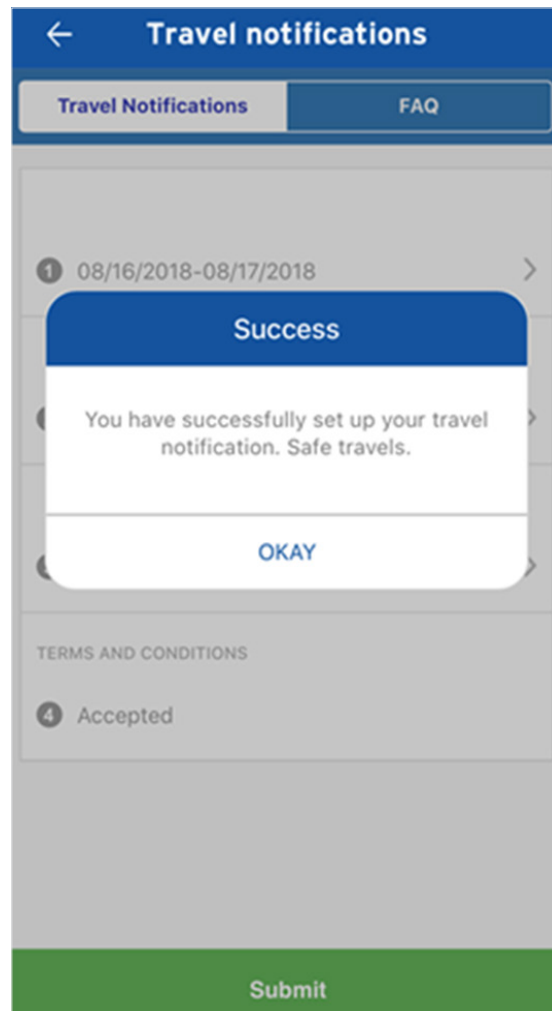 Travel notifications
Travel Notifications
FAQ
1 08/16/2018-08/17/2018
Success
You have successfully set up your travel
notification. Safe travels.
OKAY
TERMS AND CONDITIONS
4 Accepted
Submit